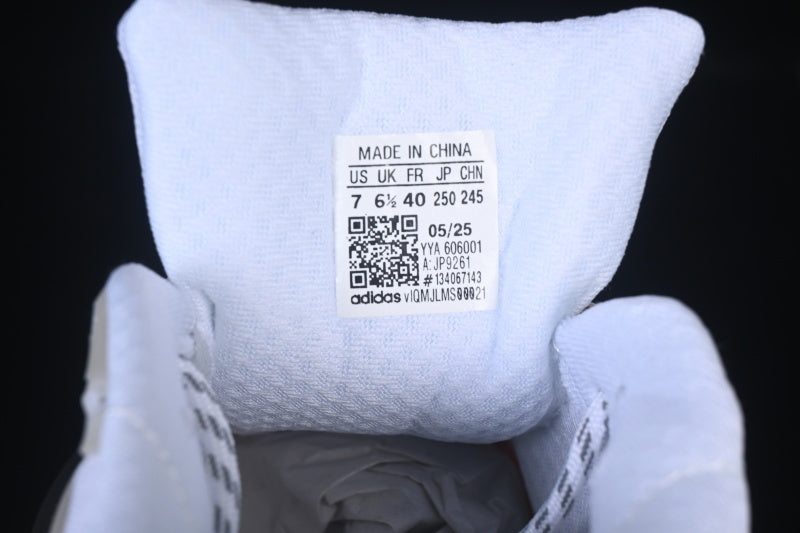 MADE IN CHINA
US UK FR JP CHN
7 6½ 40 250 245
05/25
YYA 606001
A: JP9261
#134067143
adidas vIQMJLMS00021